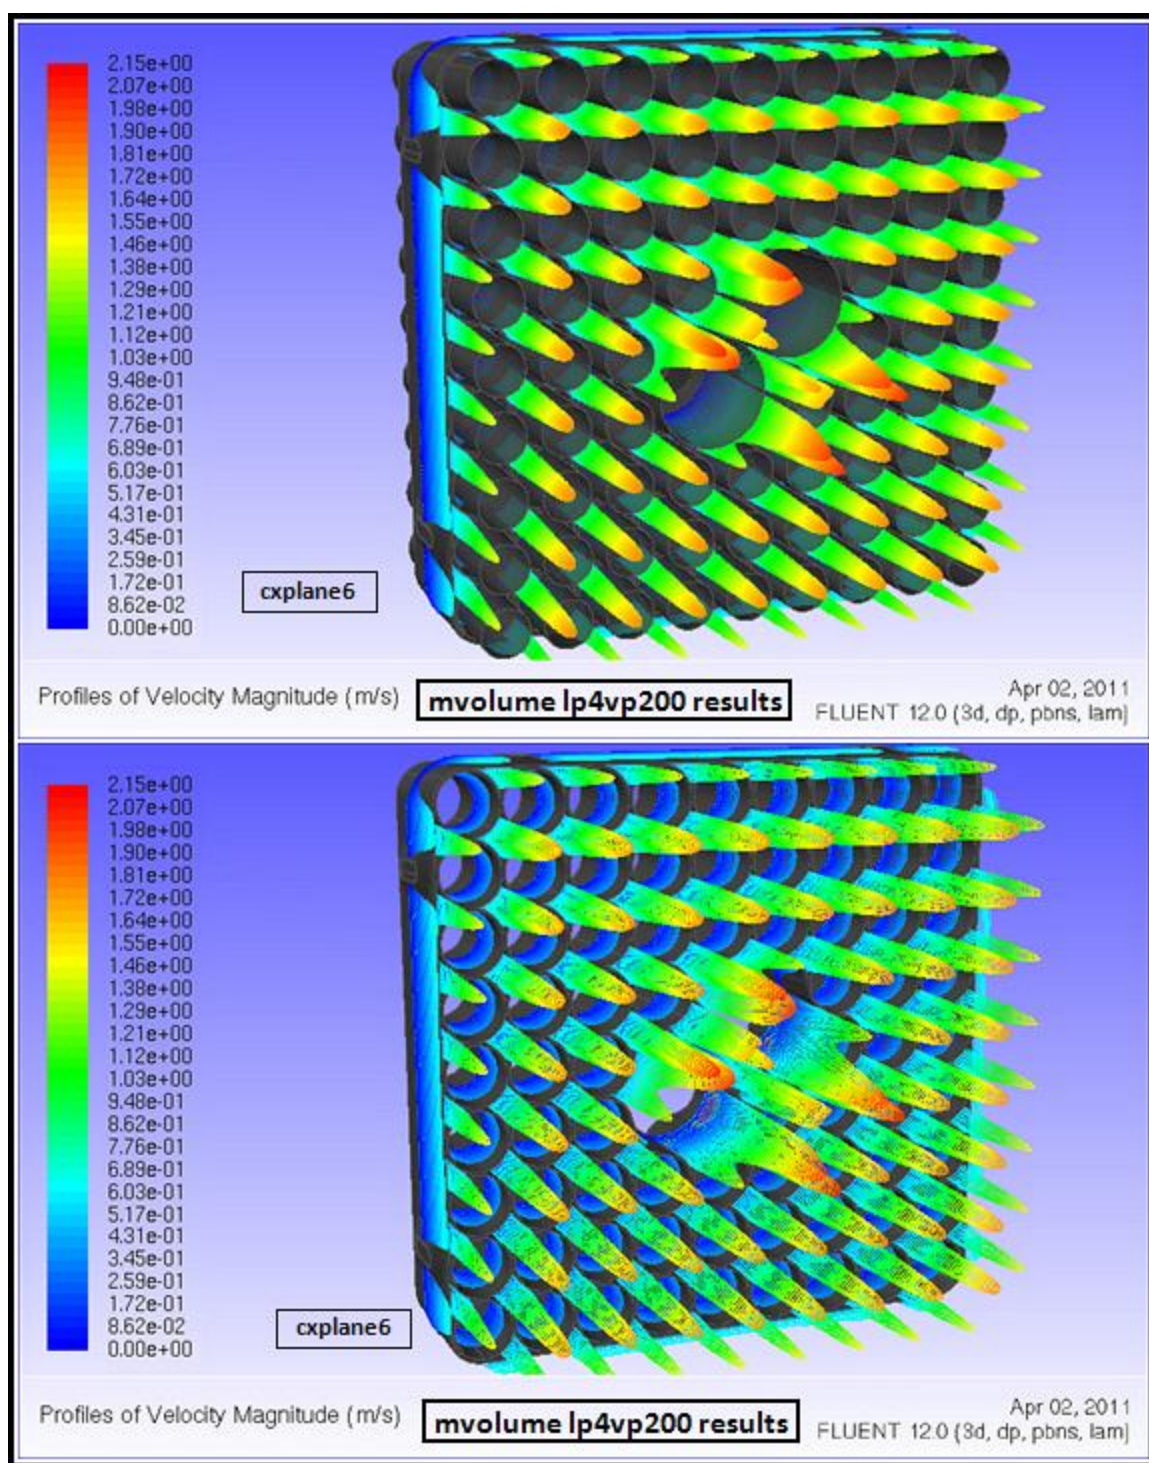 2.15e+00
2.07e+00
1.98e+00
1.90e+00
1.81e+00
1.72e+00
1.64e+00
1.55e+00
1.46e+00
1.38e+00
1.29e+00
1.21e+00
1.12e+00
1.03e+00
9.48e-01
8.62e-01
7.76e-01
6.89e-01
6.03e-01
5.17e-01
4.31e-01
3.45e-01
2.59e-01
1.72e-01
8.62e-02
0.00e+00
cxplane6
Profiles of Velocity Magnitude (m/s)
mvolume lp4vp200 results
Apr 02, 2011
FLUENT 12.0 (3d, dp, pbns, lam)
2.15e+00
2.07e+00
1.98e+00
1.90e+00
1.81e+00
1.72e+00
1.64e+00
1.55e+00
1.46e+00
1.38e+00
1.29e+00
1.21e+00
1.12e+00
1.03e+00
9.48e-01
8.62e-01
7.76e-01
6.89e-01
6.03e-01
5.17e-01
4.31e-01
3.45e-01
2.59e-01
1.72e-01
8.62e-02
0.00e+00
cxplane6
Profiles of Velocity Magnitude (m/s)
mvolume lp4vp200 results
Apr 02, 2011
FLUENT 12.0 (3d, dp, pbns, lam)